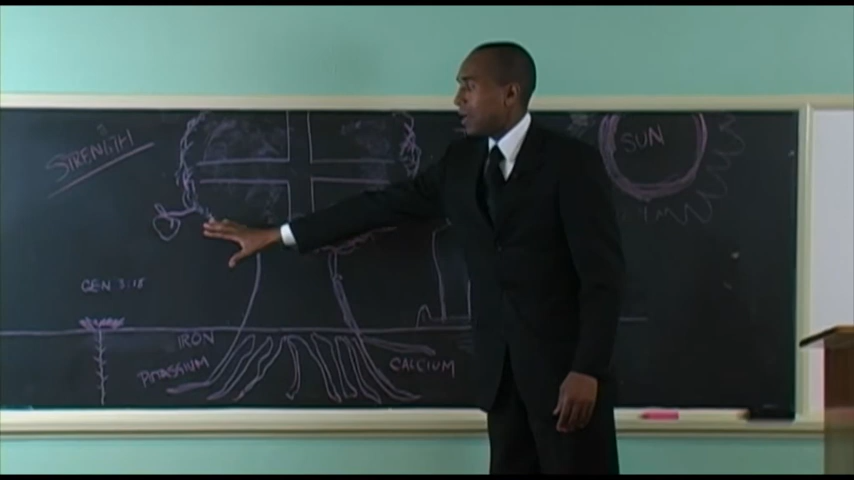 STRENGTH
SUN
GEN 3:18
IRON
POTASSIUM
CALCIUM